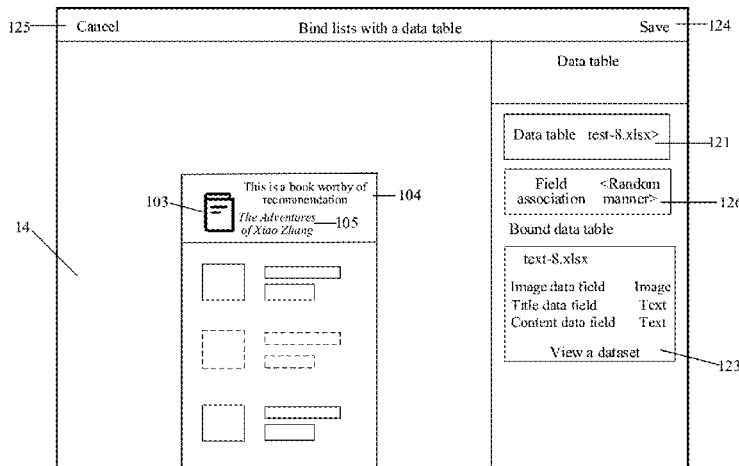 125
Cancel
Bind lists with a data table
Save
124
Data table
Data table test-8.xlsx>
121
Field association
<Random manner>
126
Bound data table
text-8.xlsx
Image data field Image
Title data field Text
Content data field Text
View a dataset
123
14
103
This is a book worthy of
recommendation
104
The Adventures
of Xiao Zhang
105